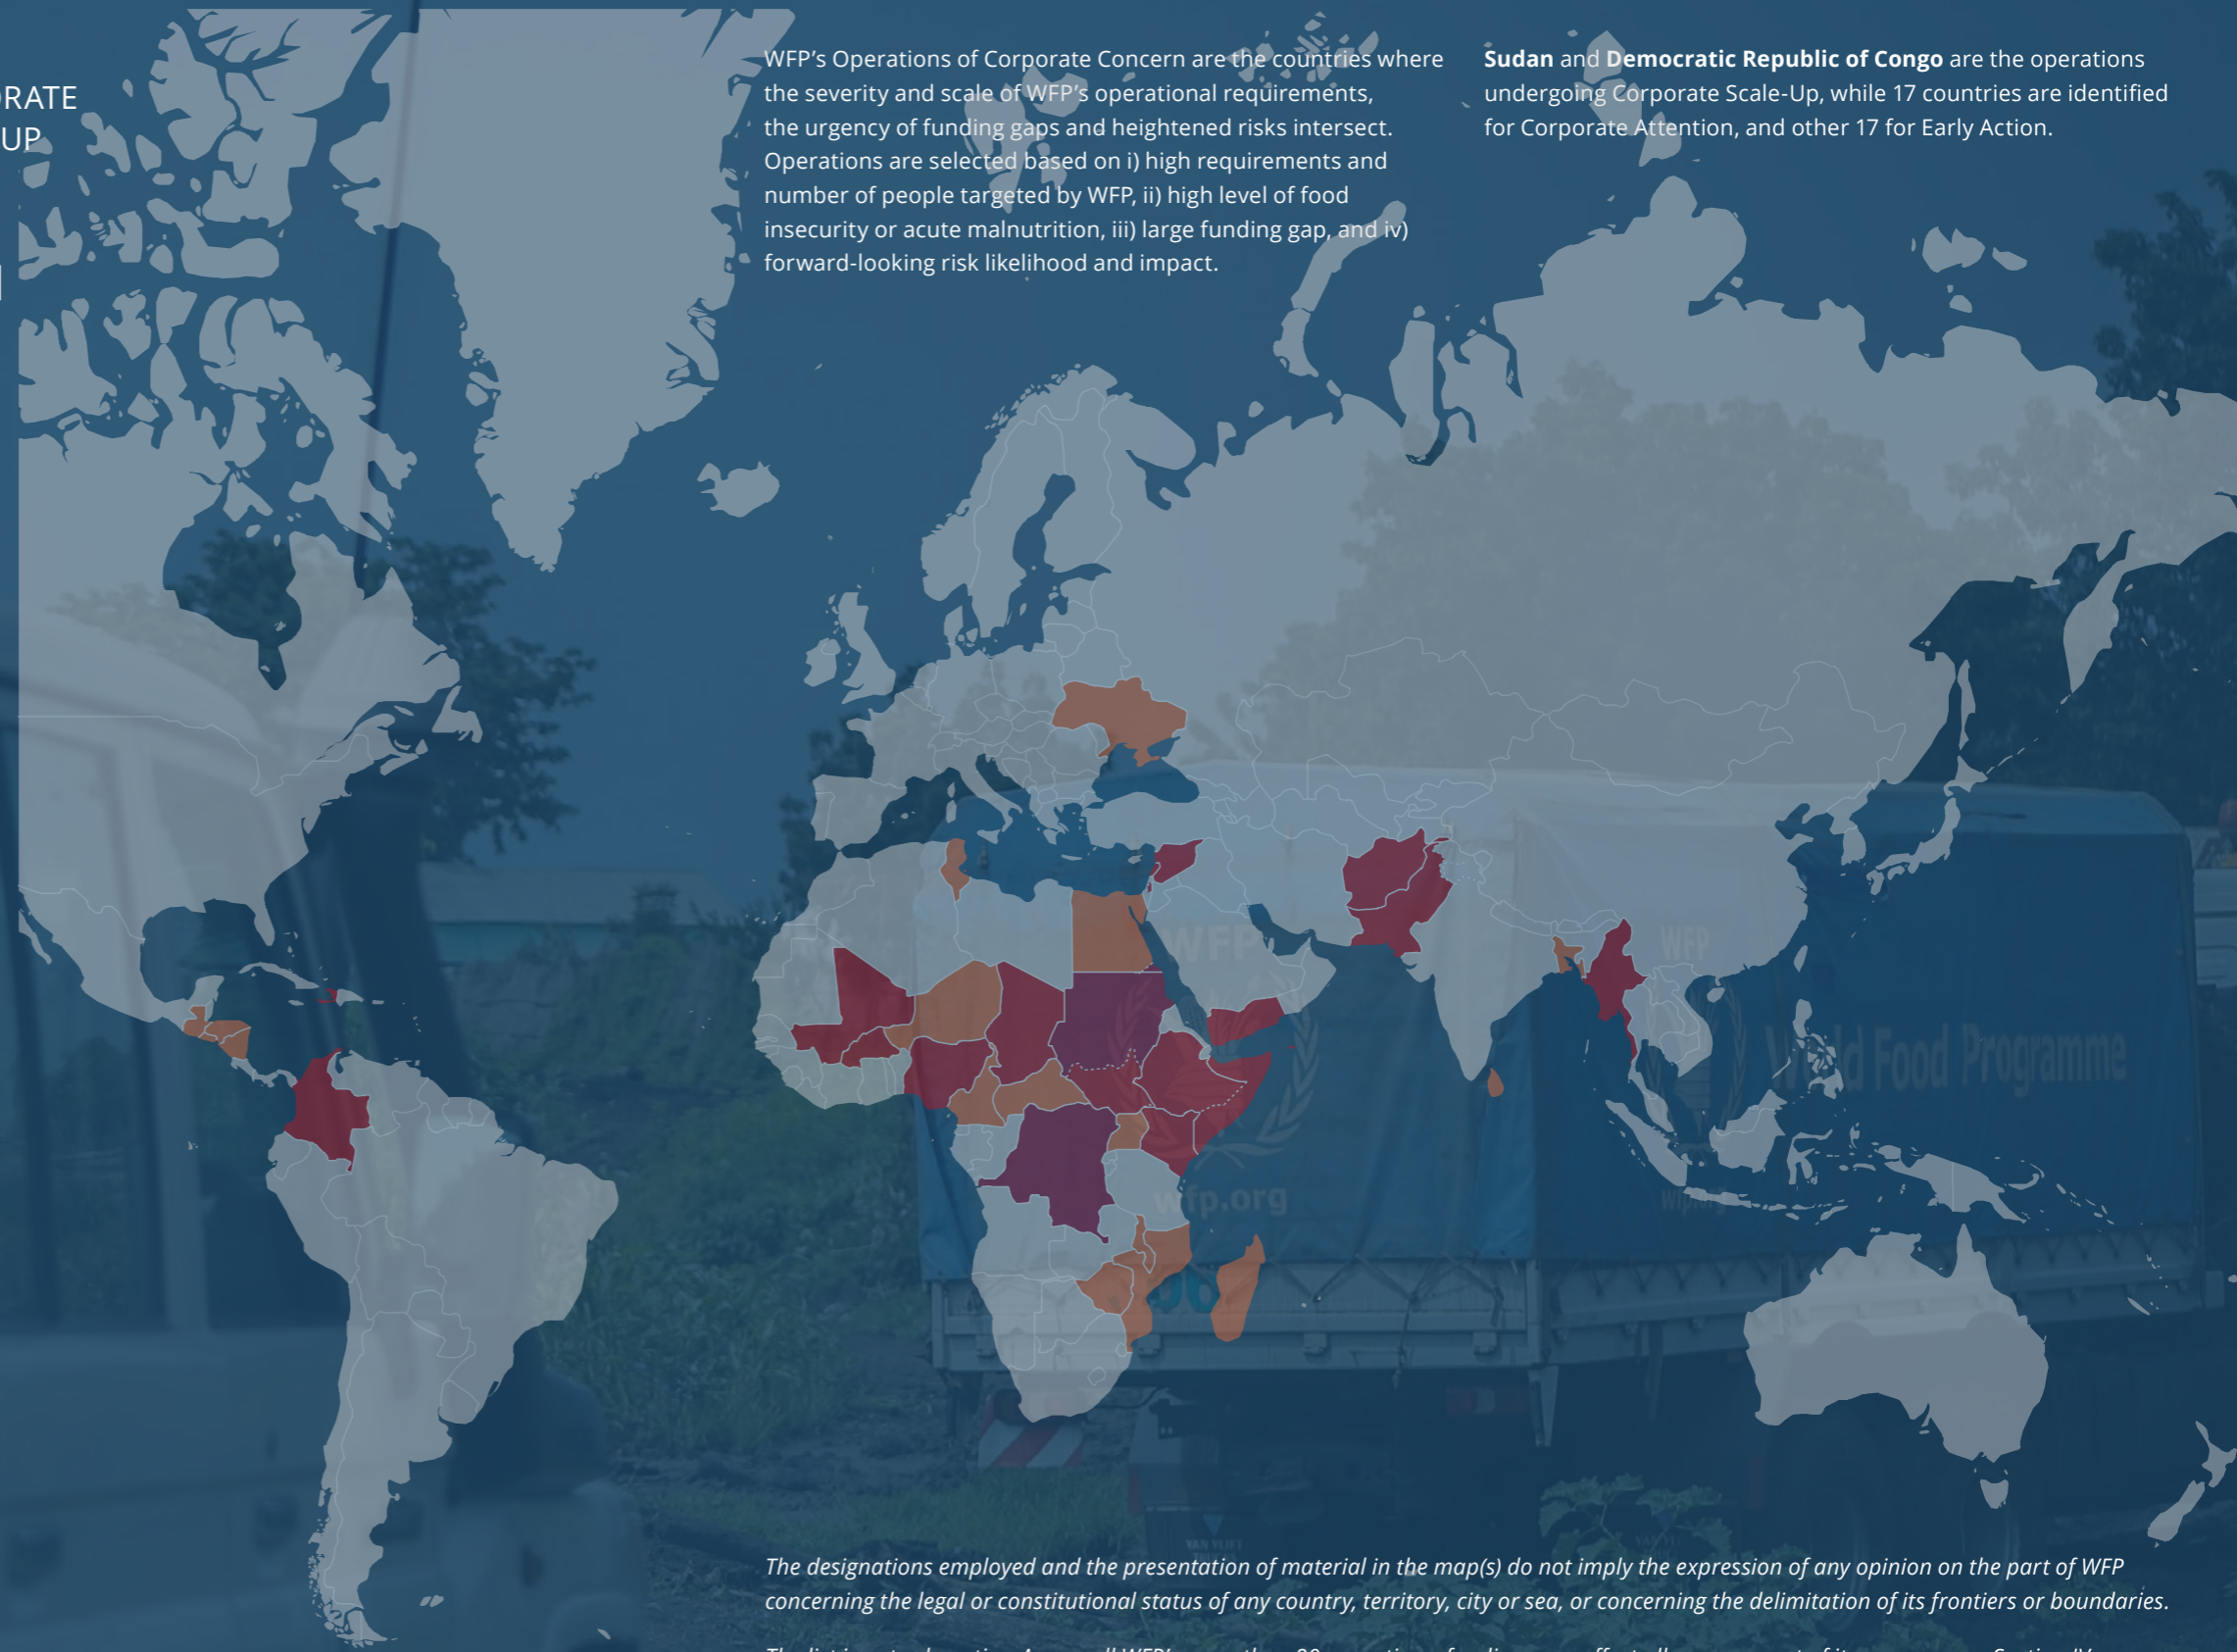 ORATE
UP
WFP's Operations of Corporate Concern are the countries where
the severity and scale of WFP's operational requirements,
the urgency of funding gaps and heightened risks intersect.
Operations are selected based on i) high requirements and
number of people targeted by WFP, ii) high level of food
insecurity or acute malnutrition, iii) large funding gap, and iv)
forward-looking risk likelihood and impact.
Sudan and Democratic Republic of Congo are the operations
undergoing Corporate Scale-Up, while 17 countries are identified
for Corporate Attention, and other 17 for Early Action.
WFP
wfp.org
WFP
World Food Programme
wfp.org
VAN VLIET
The designations employed and the presentation of material in the map(s) do not imply the expression of any opinion on the part of WFP
concerning the legal or constitutional status of any country, territory, city or sea, or concerning the delimitation of its frontiers or boundaries.